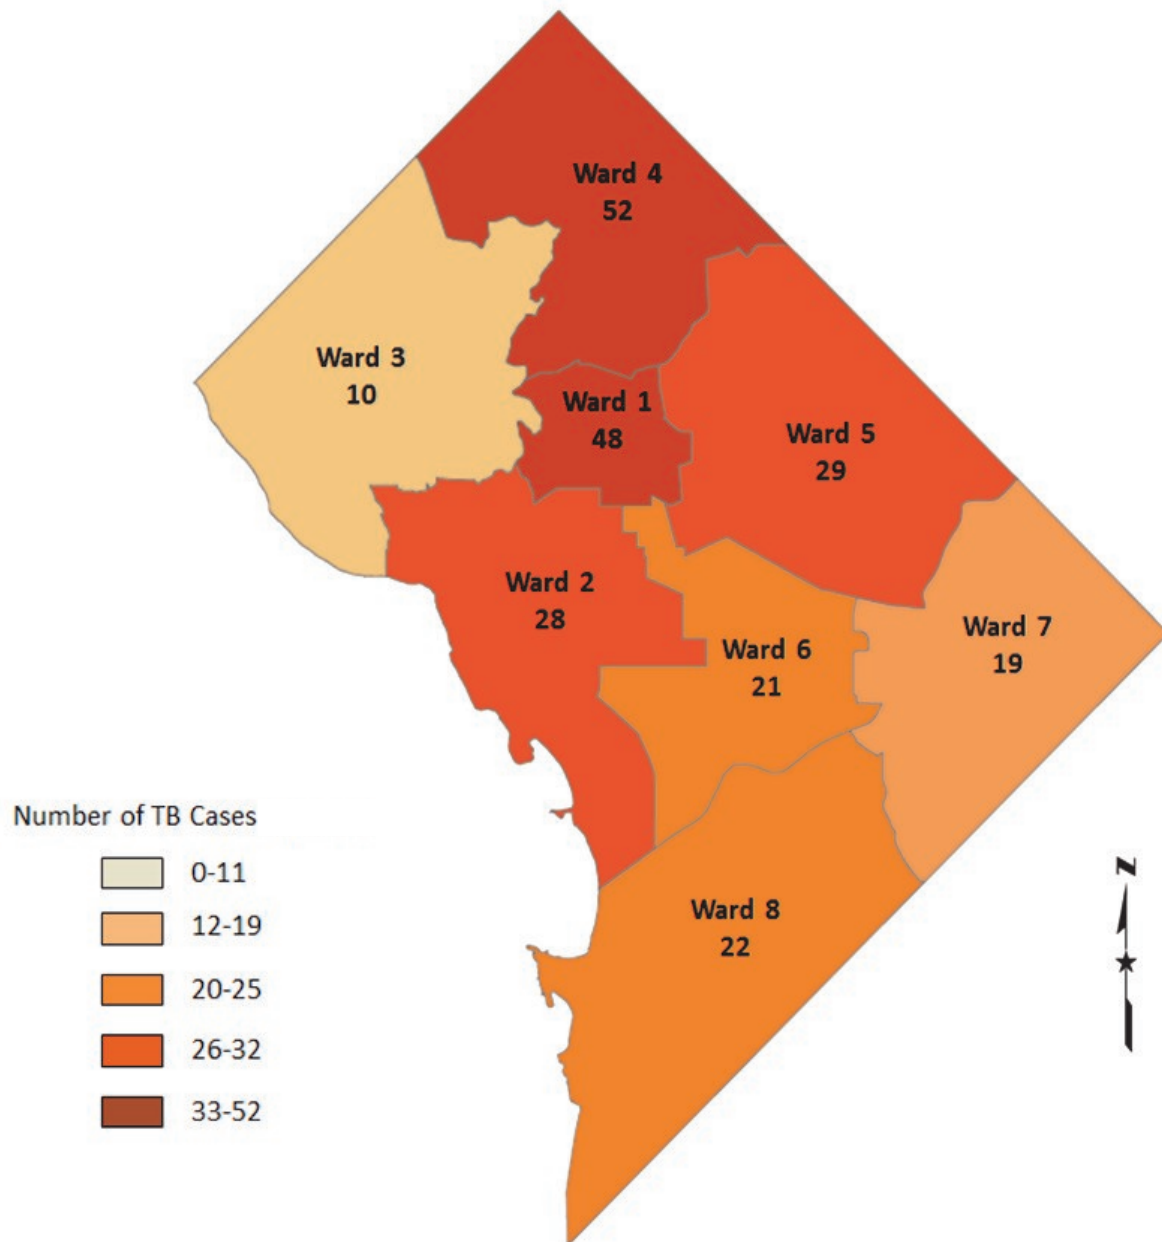 Ward 4
52
Ward 3
10
Ward 1
48
Ward 5
29
Ward 2
28
Ward 6
21
Ward 7
19
Ward 8
22
Number of TB Cases
0-11
12-19
20-25
26-32
33-52
N